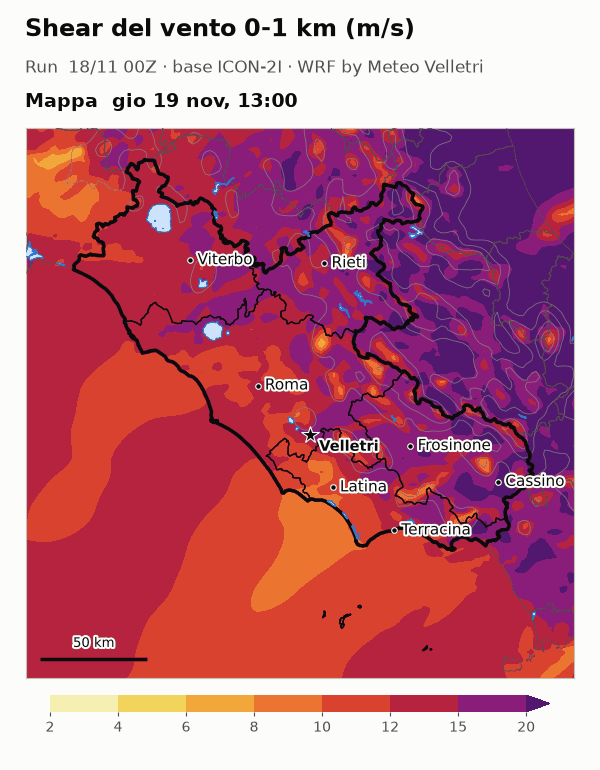 Shear del vento 0-1 km (m/s)
Run  18/11 00Z · base ICON-2I · WRF by Meteo Velletri
Mappa  gio 19 nov, 13:00
Viterbo
Rieti
Roma
Velletri
Frosinone
Cassino
Latina
Terracina
50 km
2 4 6 8 10 12 15 20